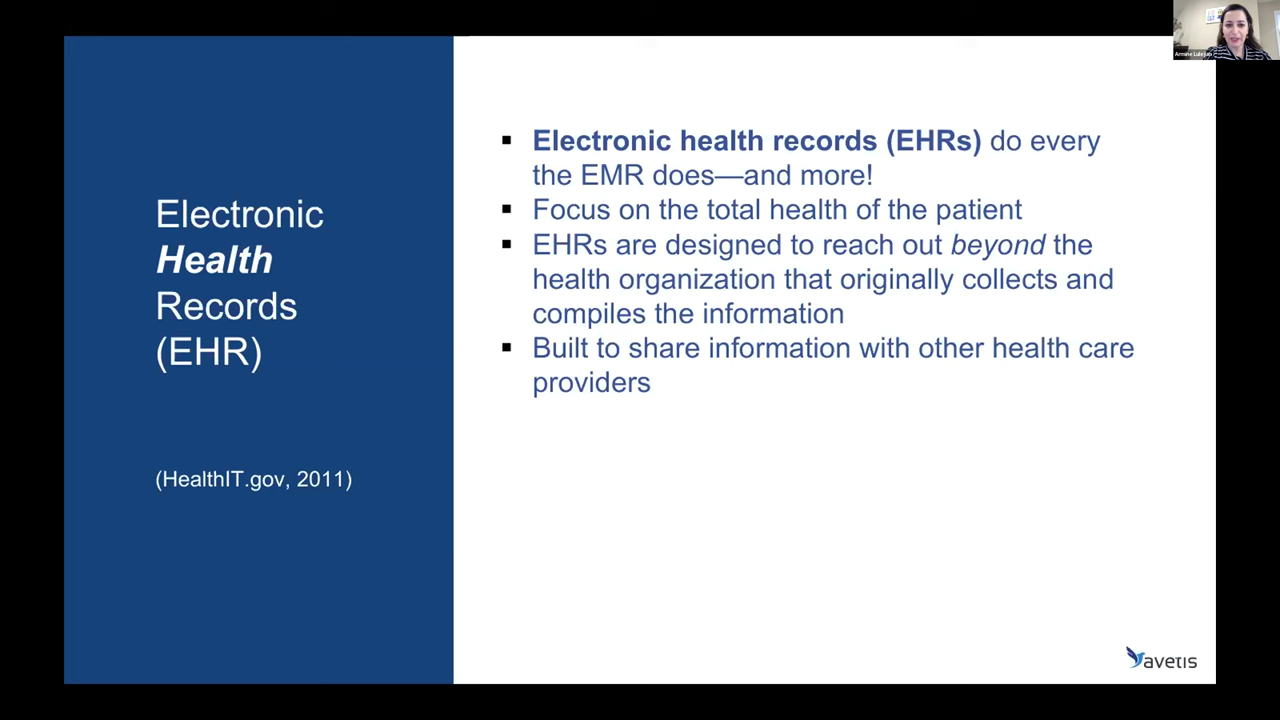 Electronic
Health
Records
(EHR)
(HealthIT.gov, 2011)
Electronic health records (EHRs) do every
the EMR does—and more!
Focus on the total health of the patient
EHRs are designed to reach out beyond the
health organization that originally collects and
compiles the information
Built to share information with other health care
providers
avetis